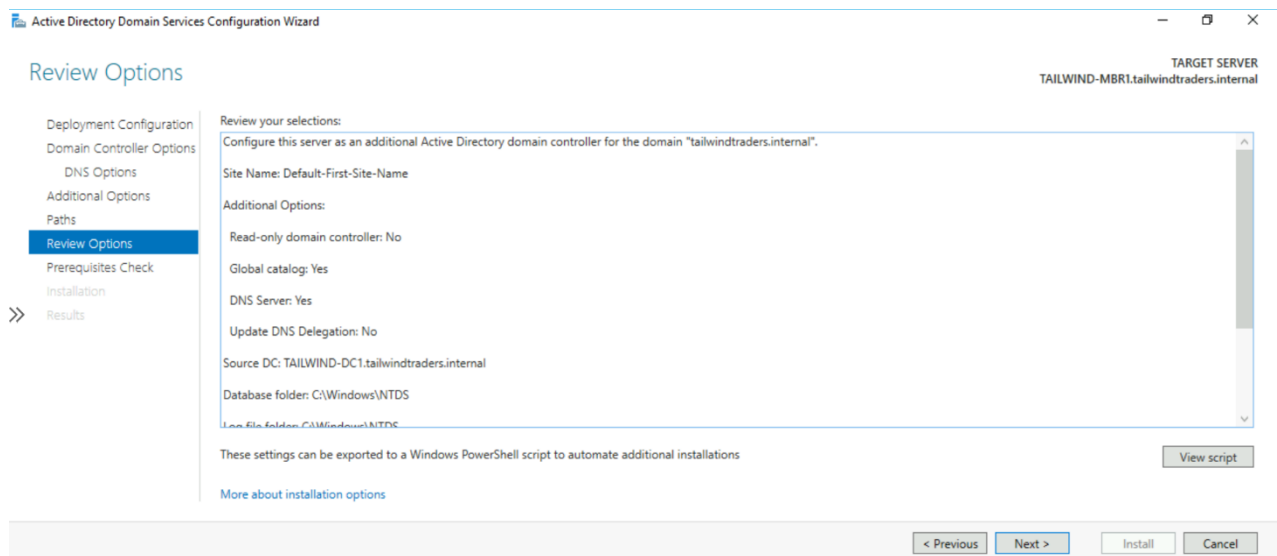 Active Directory Domain Services Configuration Wizard
Review Options
TARGET SERVER
TAILWIND-MBR1.tailwindtraders.internal
Deployment Configuration
Domain Controller Options
DNS Options
Additional Options
Paths
Review Options
Prerequisites Check
Installation
Results
Review your selections:
Configure this server as an additional Active Directory domain controller for the domain "tailwindtraders.internal".
Site Name: Default-First-Site-Name
Additional Options:
Read-only domain controller: No
Global catalog: Yes
DNS Server: Yes
Update DNS Delegation: No
Source DC: TAILWIND-DC1.tailwindtraders.internal
Database folder: C:\Windows\NTDS
Log file folder: C:\Windows\NTDS
These settings can be exported to a Windows PowerShell script to automate additional installations
View script
More about installation options
< Previous
Next >
Install
Cancel